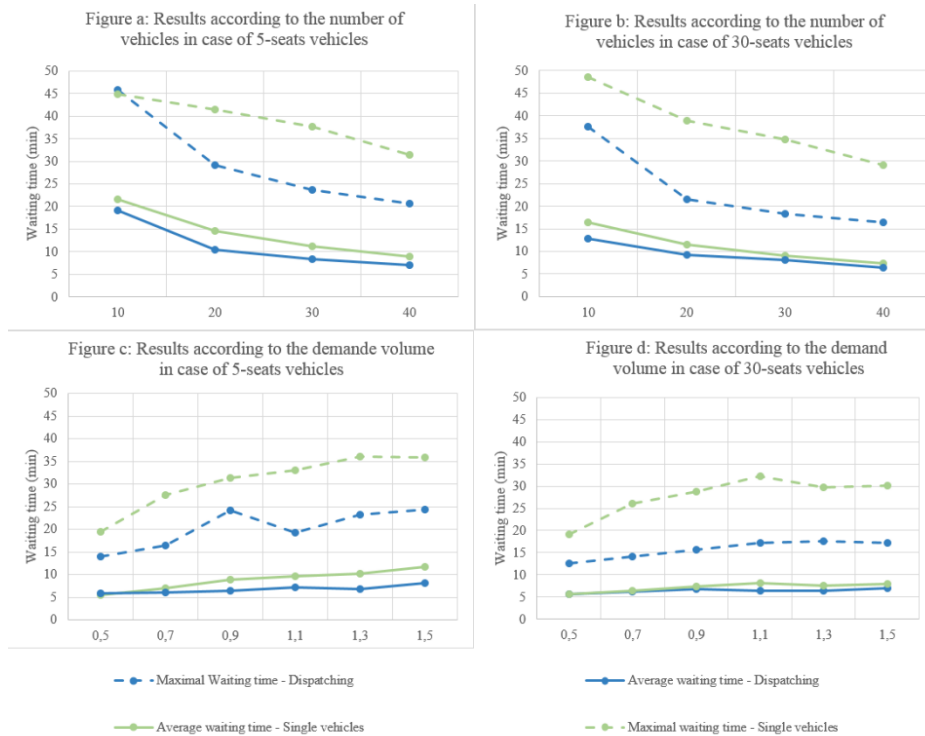 Figure a: Results according to the number of
vehicles in case of 5-seats vehicles
50
45
40
35
30
25
20
15
10
5
0
Waiting time (min)
10 20 30 40
Figure b: Results according to the number of
vehicles in case of 30-seats vehicles
50
45
40
35
30
25
20
15
10
5
0
Waiting time (min)
10 20 30 40
Figure c: Results according to the demande volume
in case of 5-seats vehicles
50
45
40
35
30
25
20
15
10
5
0
Waiting time (min)
0,5 0,7 0,9 1,1 1,3 1,5
Figure d: Results according to the demand
volume in case of 30-seats vehicles
50
45
40
35
30
25
20
15
10
5
0
Waiting time (min)
0,5 0,7 0,9 1,1 1,3 1,5
Maximal Waiting time - Dispatching
Average waiting time - Dispatching
Average waiting time - Single vehicles
Maximal waiting time - Single vehicles